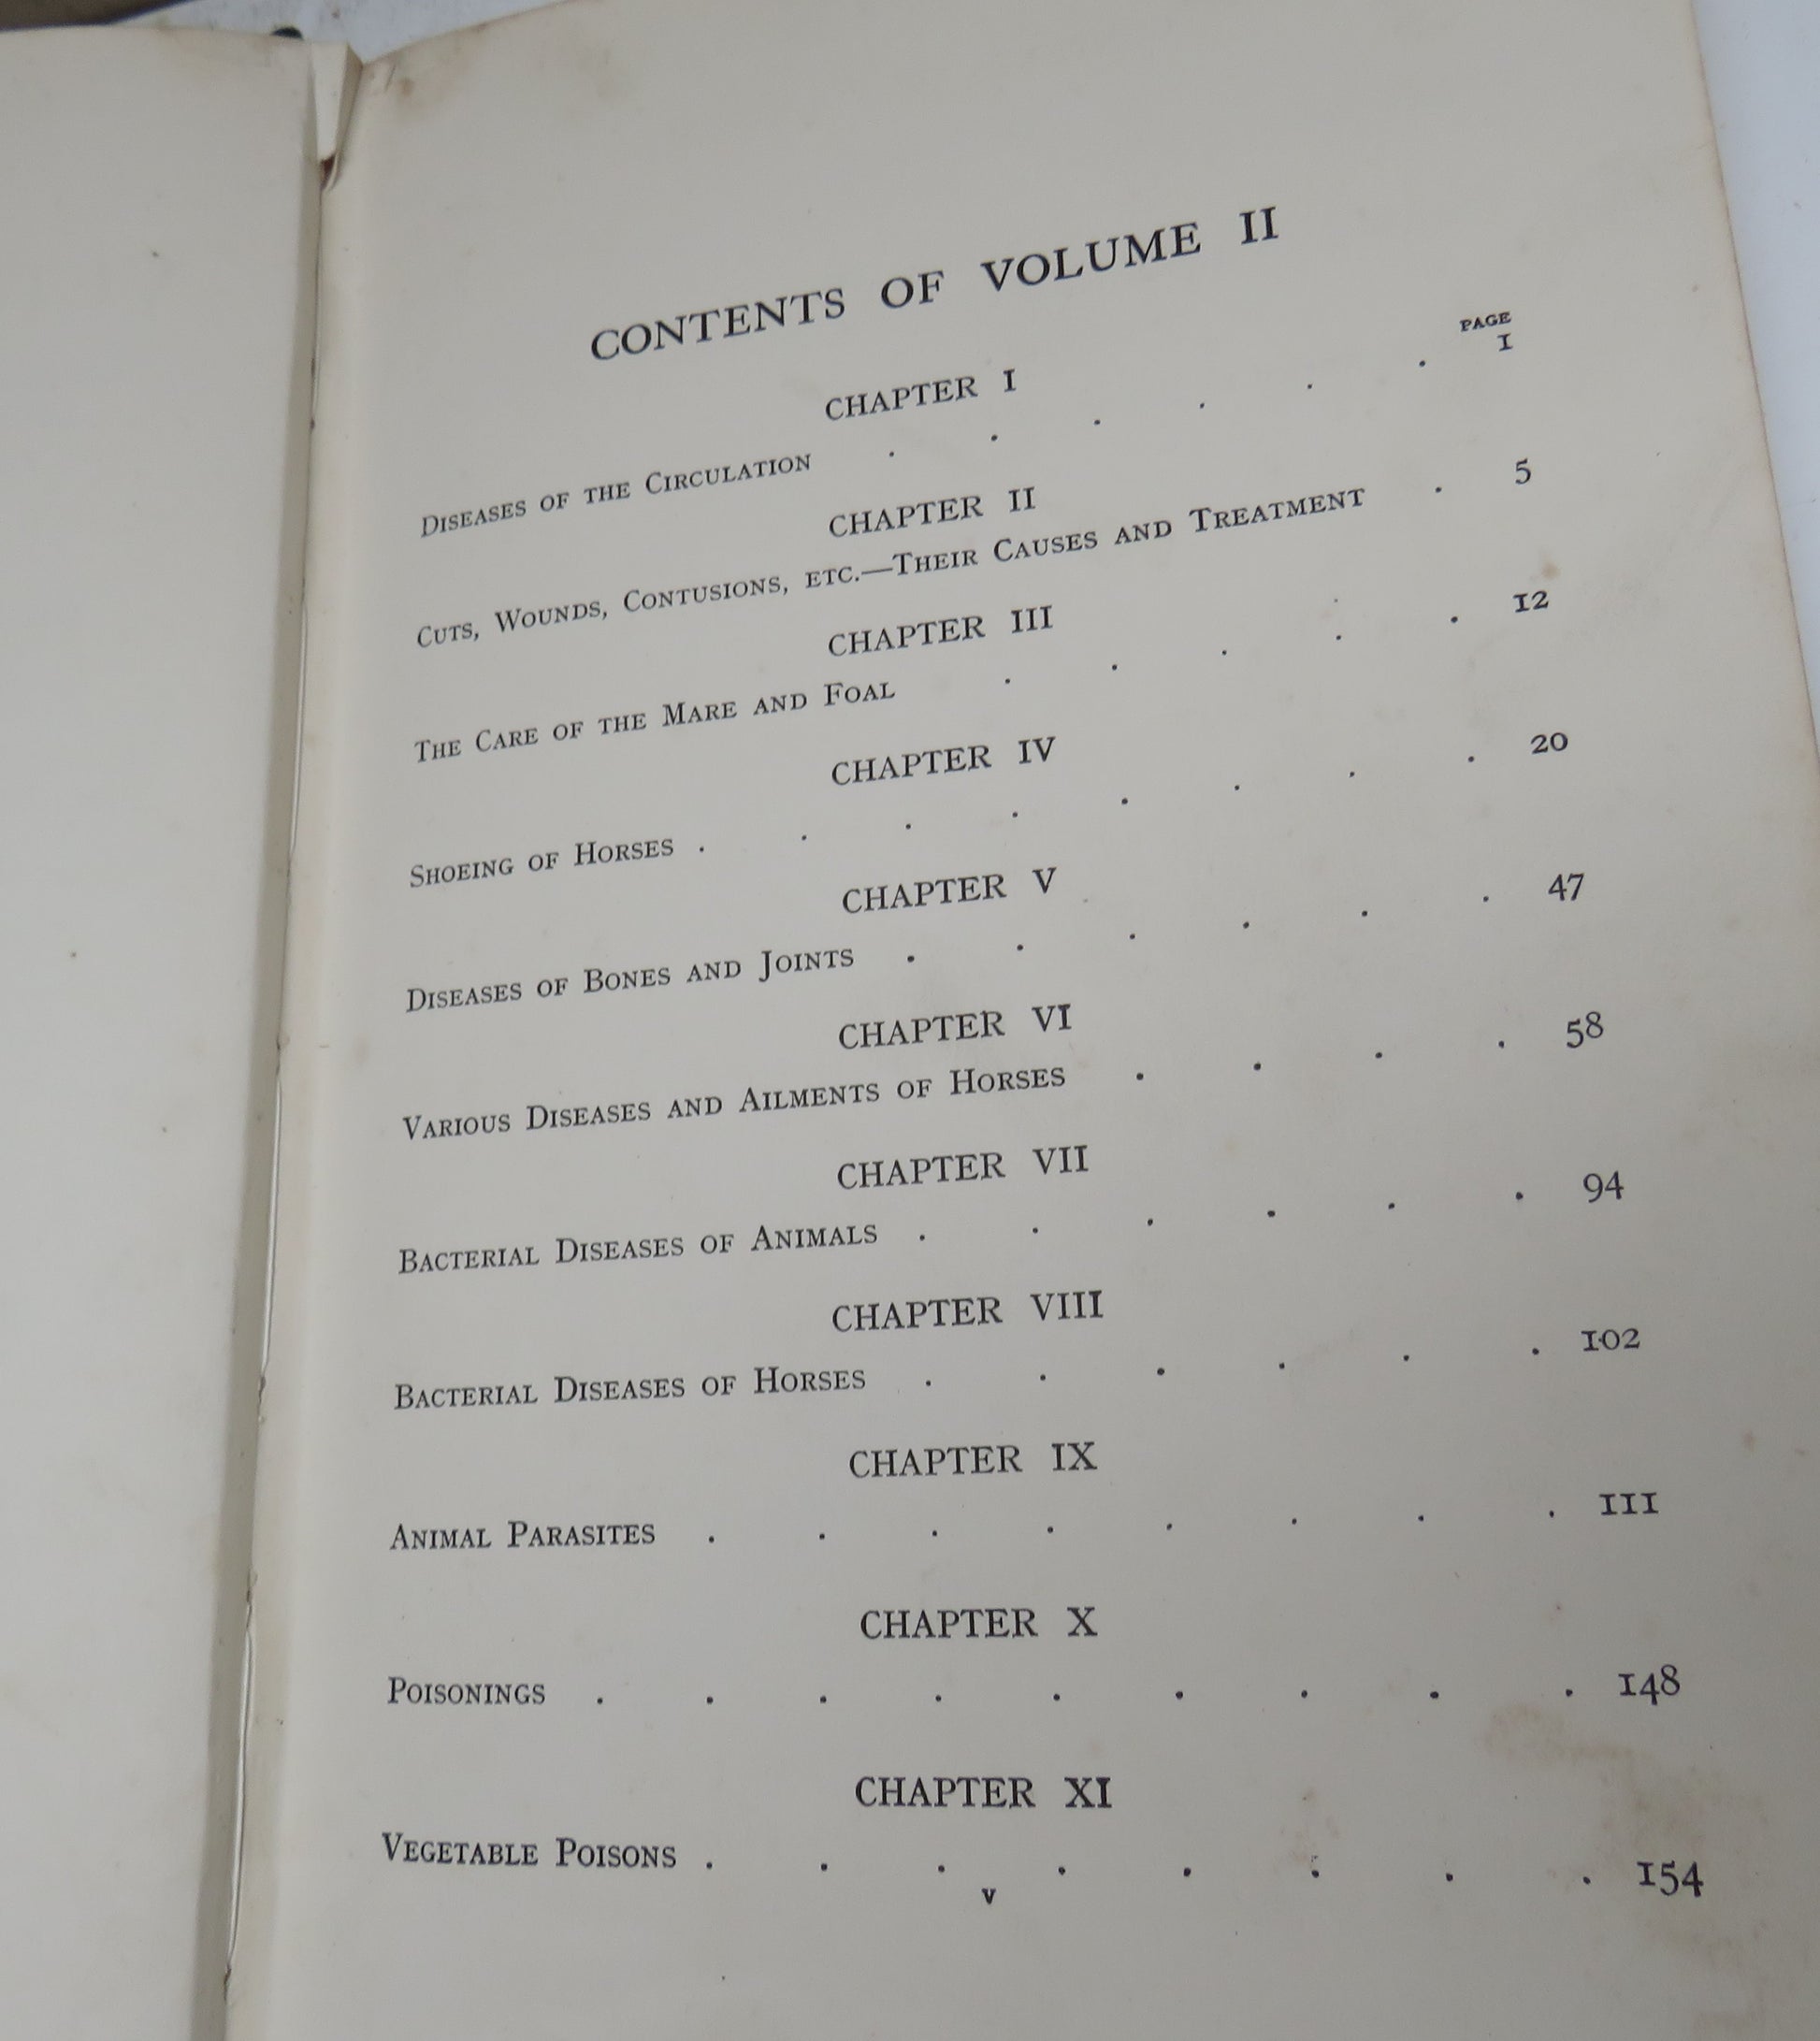 CONTENTS OF VOLUME II
PAGE
CHAPTER I
DISEASES OF THE CIRCULATION . . . . . . 1
CHAPTER II
CUTS, WOUNDS, CONTUSIONS, ETC.—THEIR CAUSES AND TREATMENT . 5
CHAPTER III
THE CARE OF THE MARE AND FOAL . . . . . 12
CHAPTER IV
SHOEING OF HORSES . . . . . . . . 20
CHAPTER V
DISEASES OF BONES AND JOINTS . . . . . . 47
CHAPTER VI
VARIOUS DISEASES AND AILMENTS OF HORSES . . . . 58
CHAPTER VII
BACTERIAL DISEASES OF ANIMALS . . . . . . 94
CHAPTER VIII
BACTERIAL DISEASES OF HORSES . . . . . . 102
CHAPTER IX
ANIMAL PARASITES . . . . . . . . 111
CHAPTER X
POISONINGS . . . . . . . . . 148
CHAPTER XI
VEGETABLE POISONS . . . . . . . . 154
v